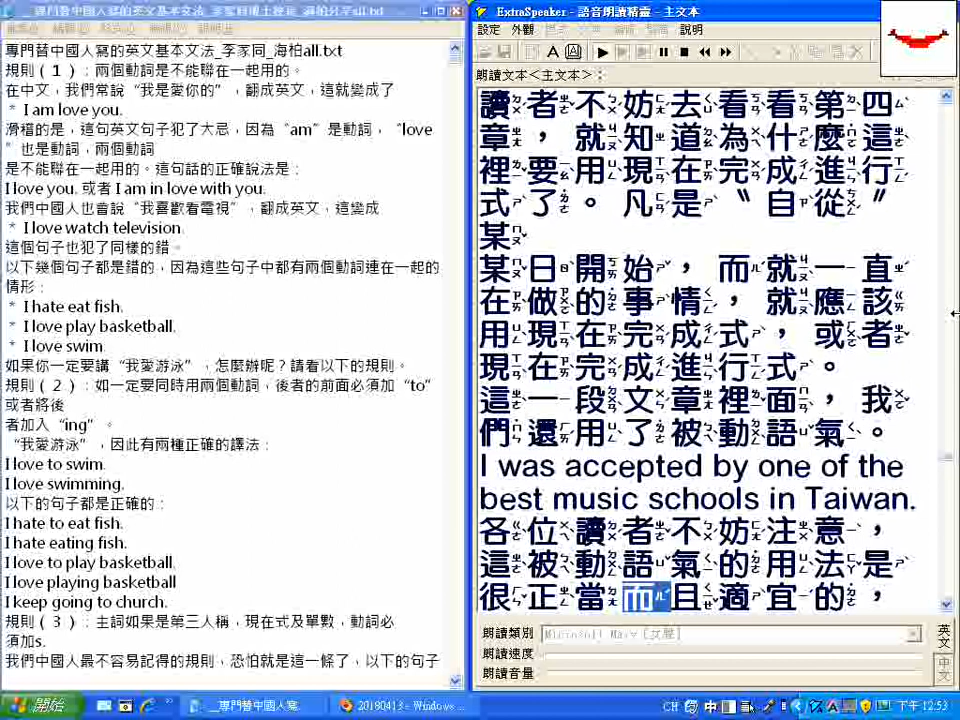 專門替中國人寫的英文基本文法_李家同_海柏all.txt
規則(1):兩個動詞是不能聯在一起用的。
在中文,我們常說“我是愛你的”,翻成英文,這就變成了
* I am love you.
滑稽的是,這句英文句子犯了大忌,因為“am”是動詞,“love
”也是動詞,兩個動詞
是不能聯在一起用的。這句話的正確說法是:
I love you. 或者 I am in love with you.
我們中國人也會說“我喜歡看電視”,翻成英文,這變成
* I love watch television.
這個句子也犯了同樣的錯。
以下幾個句子都是錯的,因為這些句子中都有兩個動詞連在一起的
情形:
* I hate eat fish.
* I love play basketball.
* I love swim.
如果你一定要講“我愛游泳”,怎麼辦呢?請看以下的規則。
規則(2):如一定要同時用兩個動詞,後者的前面必須加“to”
或者將後
者加入“ing”。
“我愛游泳”,因此有兩種正確的譯法:
I love to swim.
I love swimming.
以下的句子都是正確的:
I hate to eat fish.
I hate eating fish.
I love to play basketball.
I love playing basketball
I keep going to church.
規則(3):主詞如果是第三人稱,現在式及單數,動詞必
須加s.
我們中國人最不容易記得的規則,恐怕就是這一條了,以下的句子
ExtraSpeaker - 語音朗讀精靈 - 主文本
設定 外觀 說明
朗讀文本<主文本>:
讀者不妨去看看第四
章,就知道為什麼這
裡要用現在完成進行
式了。凡是〝自從〞
某
某日開始,而就一直
在做的事情,就應該
用現在完成式,或者
現在完成進行式。
這一段文章裡面,我
們還用了被動語氣。
I was accepted by one of the
best music schools in Taiwan.
各位讀者不妨注意,
這被動語氣的用法是
很正當而且適宜的,
朗讀類別
Microsoft Mary [女聲]
朗讀速度
朗讀音量
英文
中文
開始
_專門替中國人寫...
20180413 - Windows ...
CH
中
下午 12:53